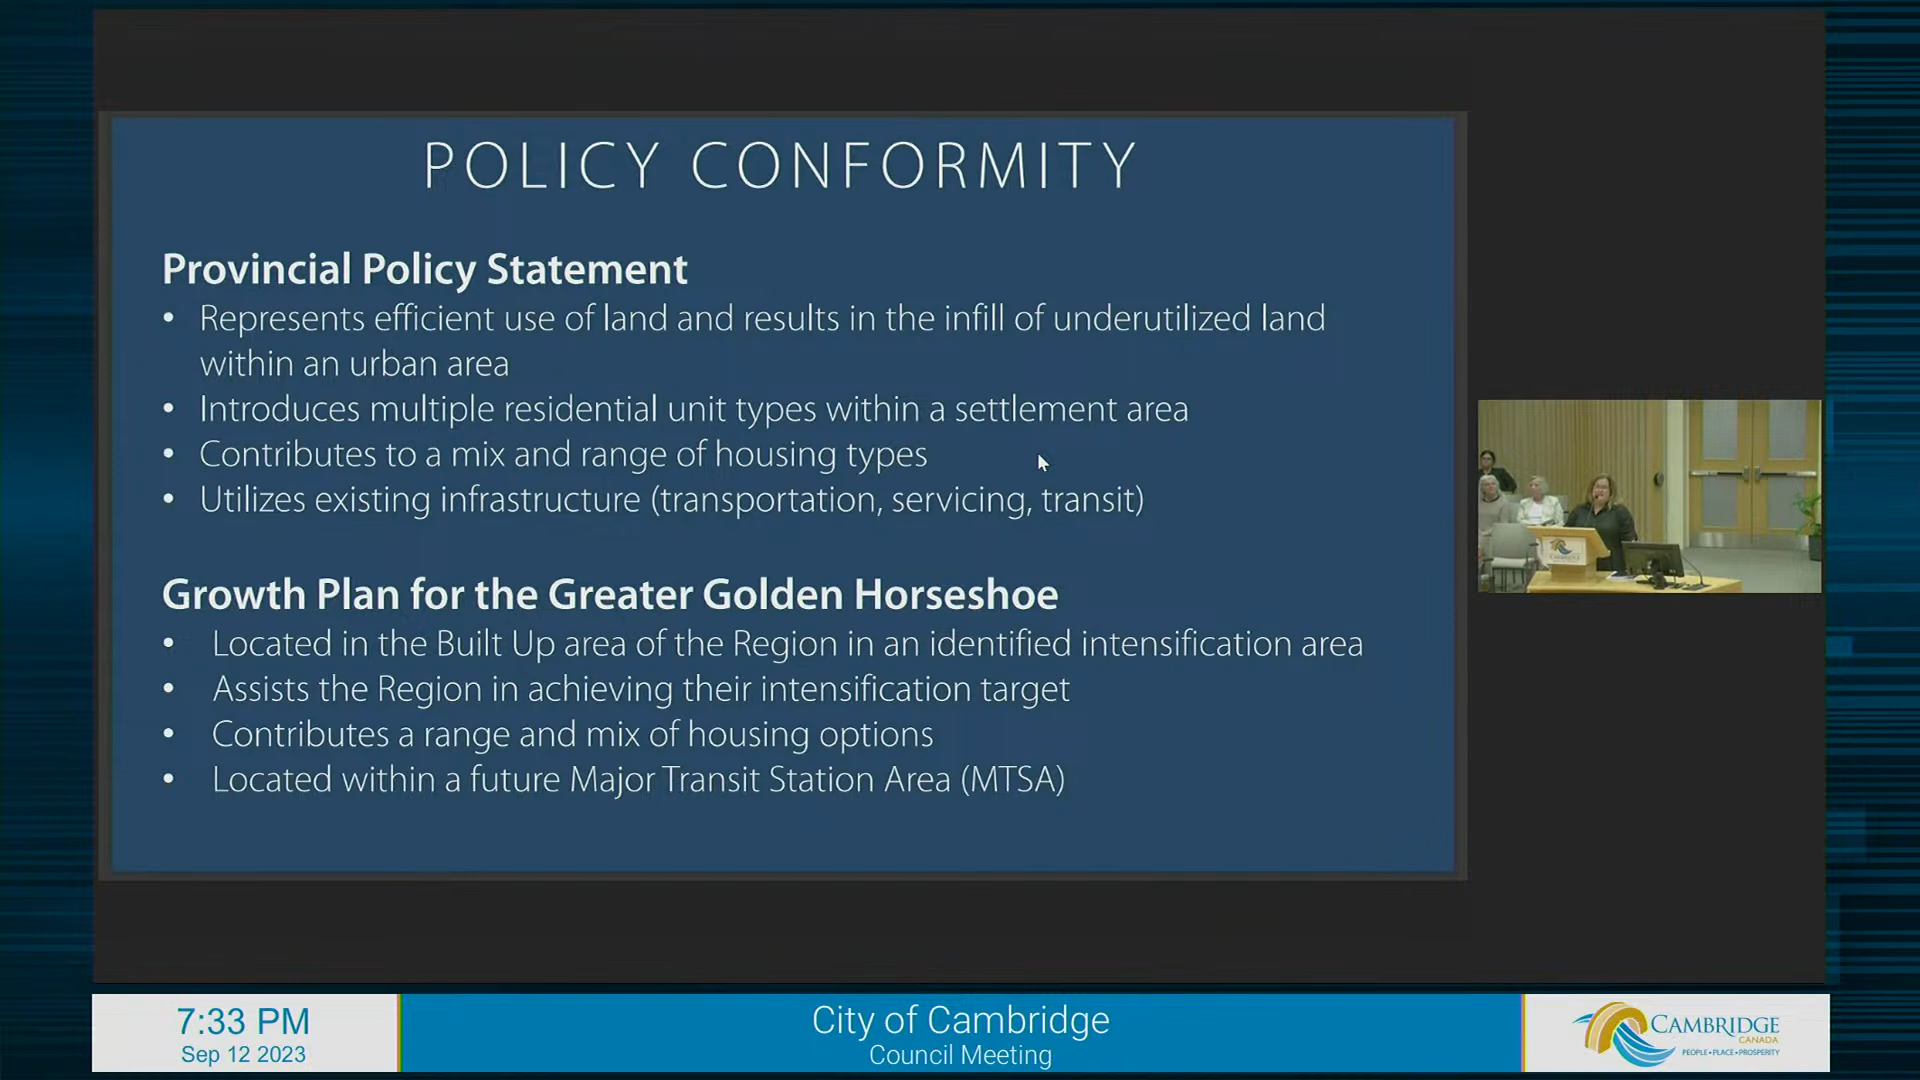 POLICY CONFORMITY
Provincial Policy Statement
• Represents efficient use of land and results in the infill of underutilized land
within an urban area
• Introduces multiple residential unit types within a settlement area
• Contributes to a mix and range of housing types
• Utilizes existing infrastructure (transportation, servicing, transit)
Growth Plan for the Greater Golden Horseshoe
• Located in the Built Up area of the Region in an identified intensification area
• Assists the Region in achieving their intensification target
• Contributes a range and mix of housing options
• Located within a future Major Transit Station Area (MTSA)
7:33 PM
Sep 12 2023
City of Cambridge
Council Meeting
CAMBRIDGE
CANADA
PEOPLE • PLACE • PROSPERITY